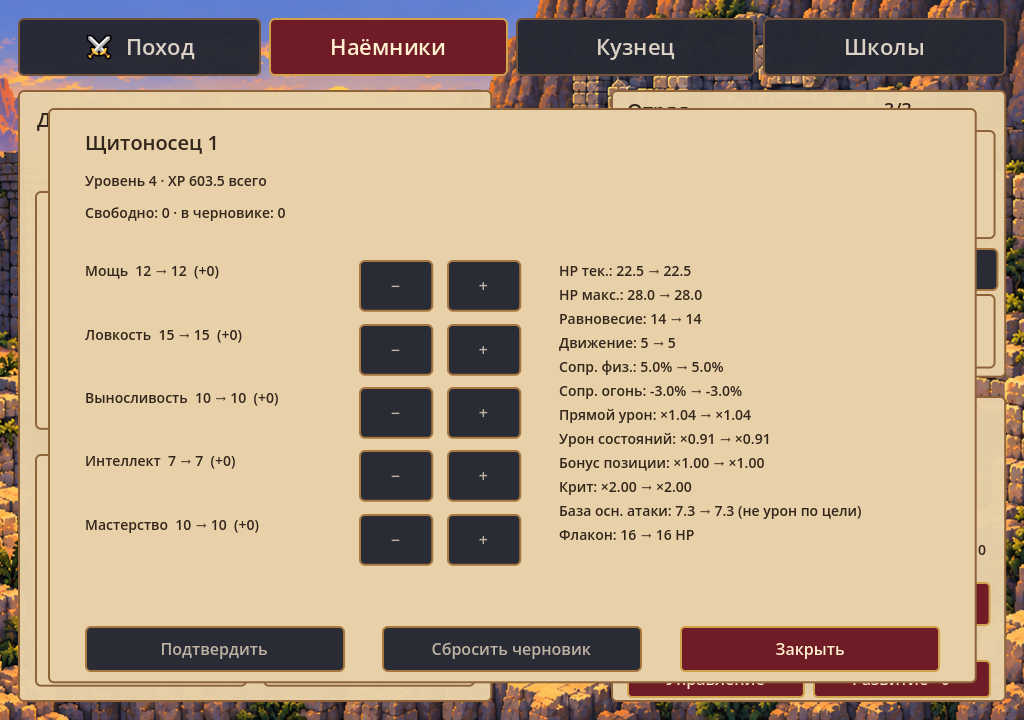 Поход
Наёмники
Кузнец
Школы
Щитоносец 1
Уровень 4 · XP 603.5 всего
Свободно: 0 · в черновике: 0
Мощь 12 → 12 (+0)
− +
Ловкость 15 → 15 (+0)
− +
Выносливость 10 → 10 (+0)
− +
Интеллект 7 → 7 (+0)
− +
Мастерство 10 → 10 (+0)
− +
HP тек.: 22.5 → 22.5
HP макс.: 28.0 → 28.0
Равновесие: 14 → 14
Движение: 5 → 5
Сопр. физ.: 5.0% → 5.0%
Сопр. огонь: -3.0% → -3.0%
Прямой урон: ×1.04 → ×1.04
Урон состояний: ×0.91 → ×0.91
Бонус позиции: ×1.00 → ×1.00
Крит: ×2.00 → ×2.00
База осн. атаки: 7.3 → 7.3 (не урон по цели)
Флакон: 16 → 16 HP
0
Подтвердить
Сбросить черновик
Закрыть